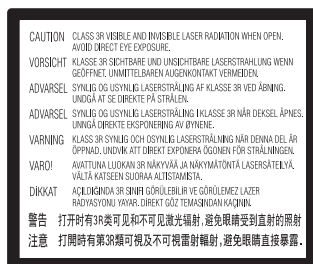 CAUTION CLASS 3R VISIBLE AND INVISIBLE LASER RADIATION WHEN OPEN.
AVOID DIRECT EYE EXPOSURE.
VORSICHT KLASSE 3R SICHTBARE UND UNSICHTBARE LASERSTRAHLUNG WENN
GEÖFFNET. UNMITTELBAREN AUGENKONTAKT VERMEIDEN.
ADVARSEL SYNLIG OG USYNLIG LASERSTRÅLING AF KLASSE 3R VED ÅBNING.
UNDGÅ AT SE DIREKTE PÅ STRÅLEN.
ADVARSEL SYNLIG OG USYNLIG LASERSTRÅLING I KLASSE 3R NÅR DEKSEL ÅPNES.
UNNGÅ DIREKTE EKSPONERING AV ØYNENE.
VARNING KLASS 3R SYNLIG OCH OSYNLIG LASERSTRÅLNING NÄR DENNA DEL ÄR
ÖPPNAD. UNDVIK ATT DIREKT EXPONERA ÖGONEN FÖR STRÅLNINGEN.
VARO! AVATTUNA LUOKAN 3R NÄKYVÄÄ JA NÄKYMÄTÖNTÄ LASERSÄTEILYÄ.
VÄLTÄ KATSEEN SUORAA ALTISTAMISTA.
DİKKAT AÇILDIĞINDA 3R SINIFI GÖRÜLEBİLİR VE GÖRÜLEMEZ LAZER
RADYASYONU YAYAR. DİREKT GÖZ TEMASINDAN KAÇININ.
警告 打开时有3R类可见和不可见激光辐射，避免眼睛受到直射的照射
注意 打開時有第3R類可視及不可視雷射輻射，避免眼睛直接暴露。